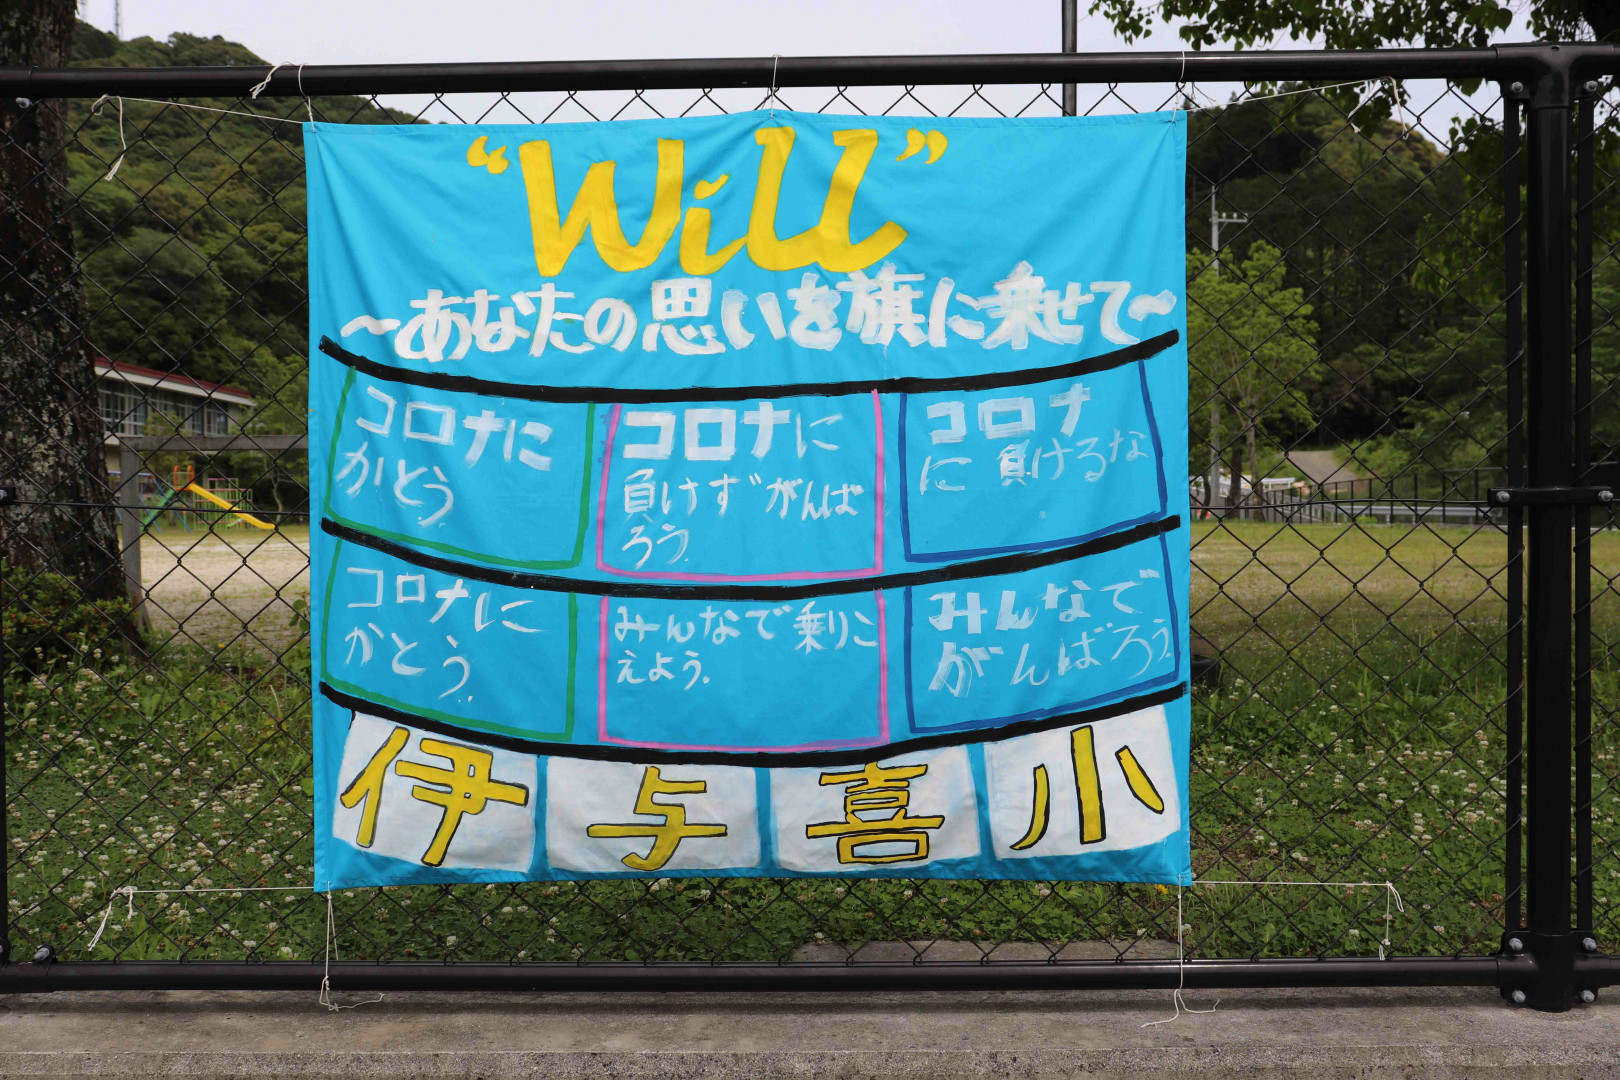 “Will”
～あなたの思いを旗に乗せて～
コロナに
かとう
コロナに
負けずがんば
ろう.
コロナ
に 負けるな
コロナに
かとう.
みんなで乗りこ
えよう.
みんなで
がんばろう.
伊与喜小